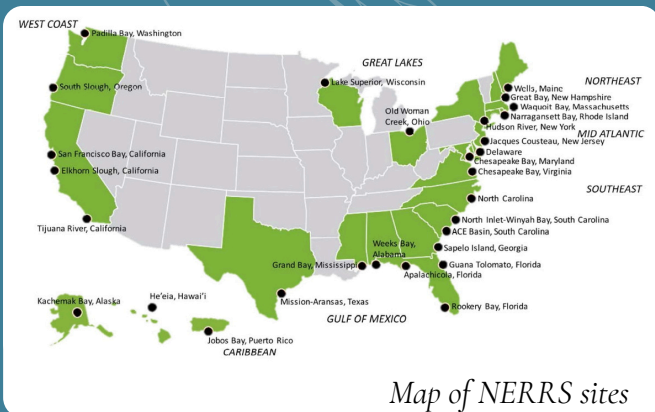 WEST COAST
Padilla Bay, Washington
GREAT LAKES
Lake Superior, Wisconsin
NORTHEAST
South Slough, Oregon
Wells, Maine
Great Bay, New Hampshire
Waquoit Bay, Massachusetts
Old Woman
Creek, Ohio
Narragansett Bay, Rhode Island
Hudson River, New York
MID ATLANTIC
Jacques Cousteau, New Jersey
Delaware
San Francisco Bay, California
Chesapeake Bay, Maryland
Elkhorn Slough, California
Chesapeake Bay, Virginia
SOUTHEAST
North Carolina
Tijuana River, California
North Inlet-Winyah Bay, South Carolina
ACE Basin, South Carolina
Weeks Bay,
Alabama
Sapelo Island, Georgia
Grand Bay, Mississippi
Guana Tolomato, Florida
Apalachicola, Florida
Kachemak Bay, Alaska
He'eia, Hawai'i
Mission-Aransas, Texas
Rookery Bay, Florida
GULF OF MEXICO
Jobos Bay, Puerto Rico
CARIBBEAN
Map of NERRS sites